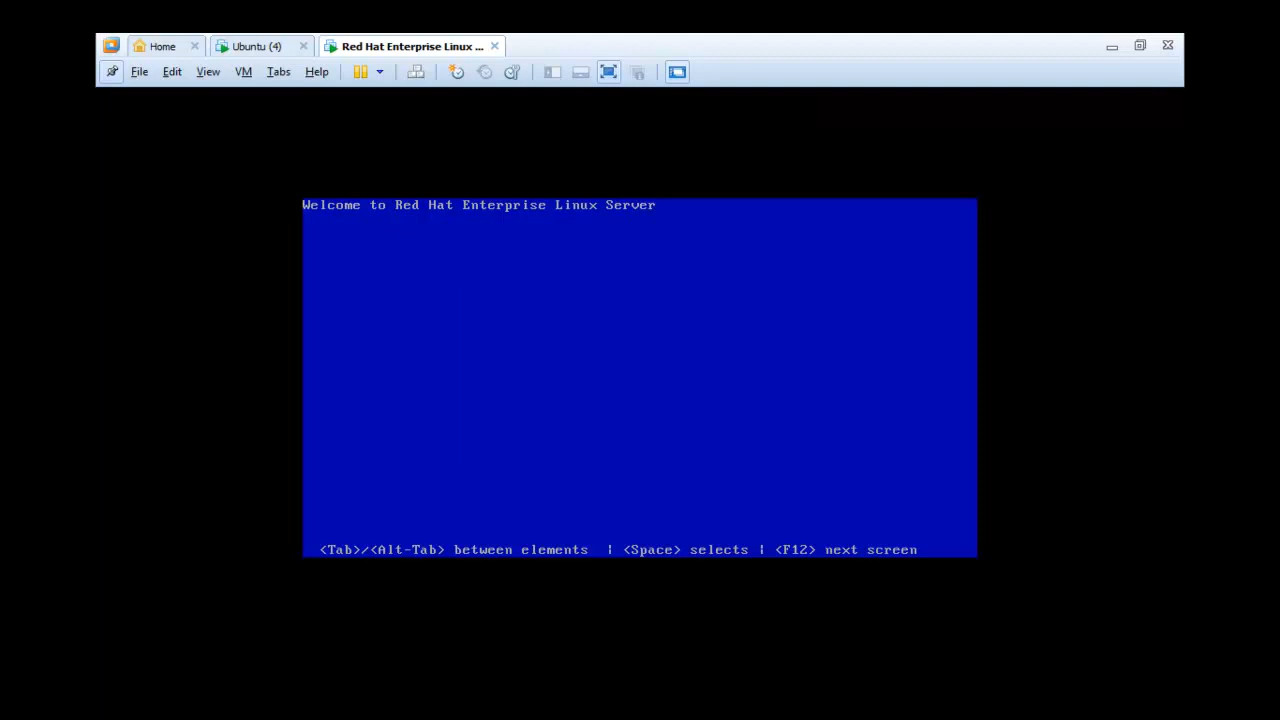 Home Ubuntu (4) Red Hat Enterprise Linux ...
File Edit View VM Tabs Help
Welcome to Red Hat Enterprise Linux Server
<Tab>/<Alt-Tab> between elements | <Space> selects | <F12> next screen